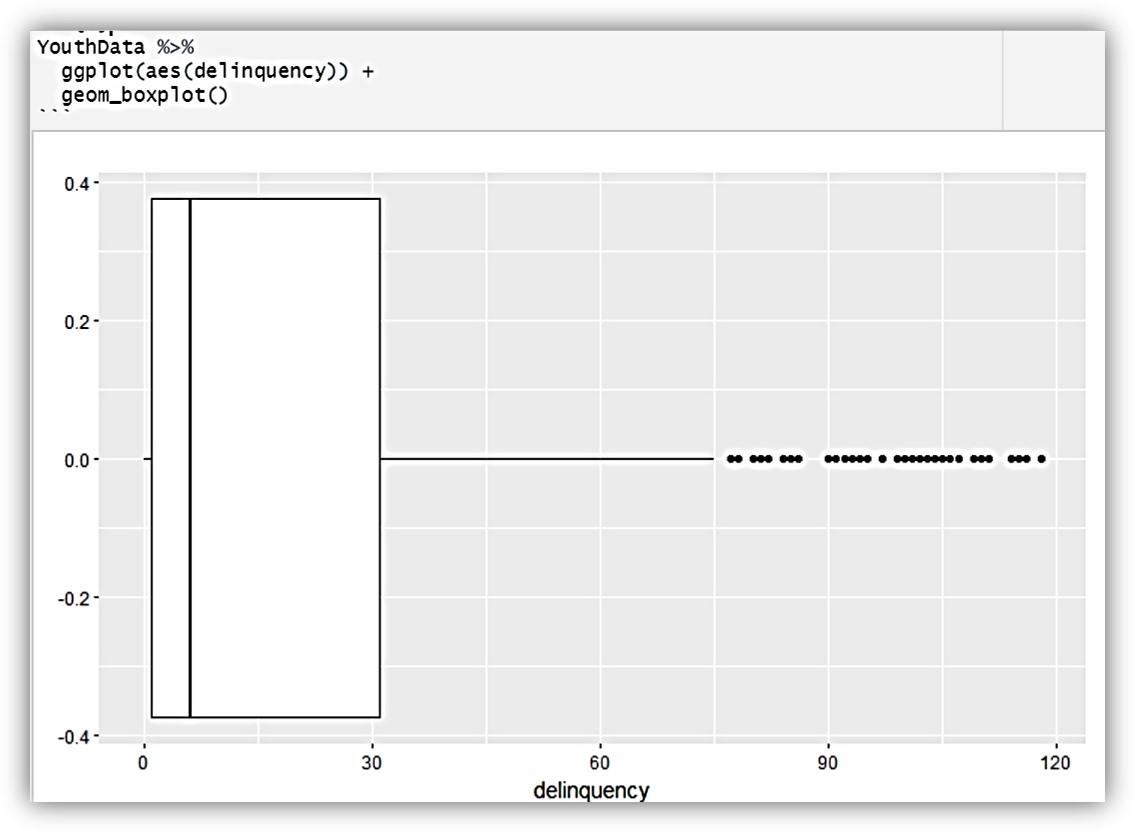 YouthData %>%
ggplot(aes(delinquency)) +
geom_boxplot()
```
0.4
0.2
0.0
-0.2
-0.4
0 30 60 90 120
delinquency